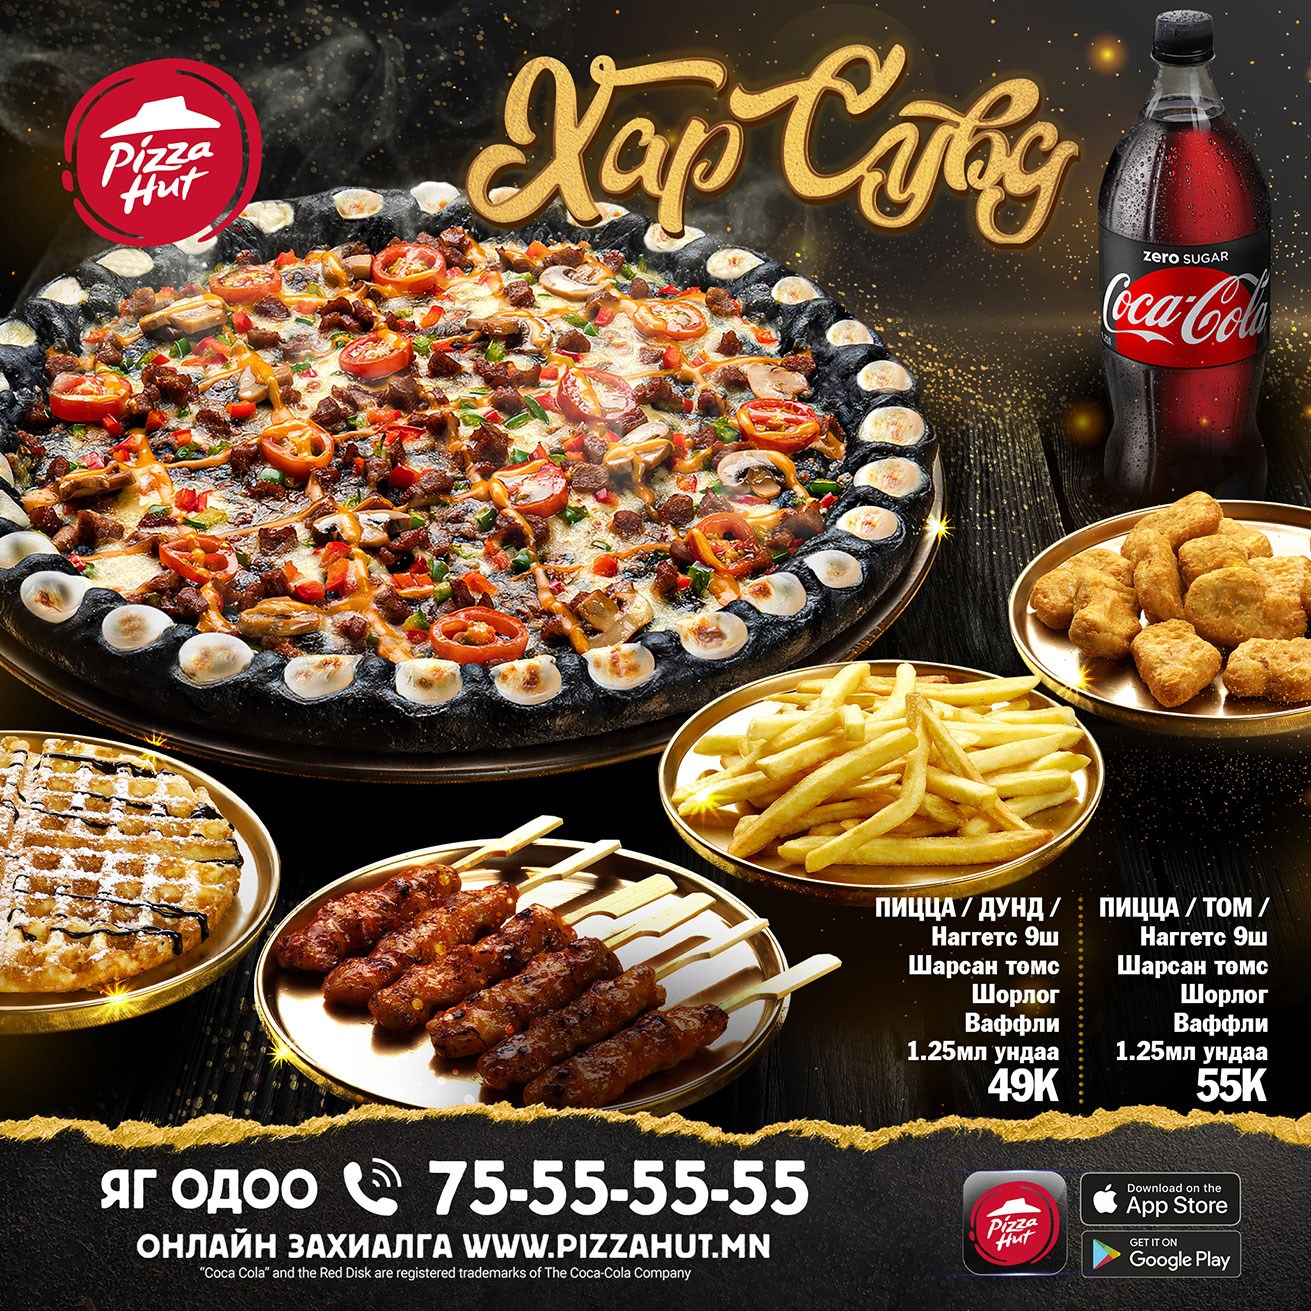 Pizza
Hut
Хар Сувд
zero SUGAR
Coca-Cola
ПИЦЦА / ДУНД /
Наггетс 9ш
Шарсан төмс
Шорлог
Ваффли
1.25мл ундаа
49K
ПИЦЦА / ТОМ /
Наггетс 9ш
Шарсан төмс
Шорлог
Ваффли
1.25мл ундаа
55K
ЯГ ОДОО 75-55-55-55
ОНЛАЙН ЗАХИАЛГА WWW.PIZZAHUT.MN
"Coca Cola" and the Red Disk are registered trademarks of The Coca-Cola Company
Pizza
Hut
Download on the
App Store
GET IT ON
Google Play